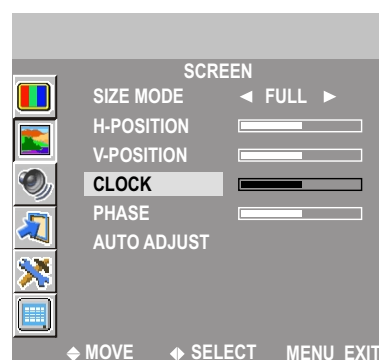 SCREEN
SIZE MODE ◄ FULL ►
H-POSITION
V-POSITION
CLOCK
PHASE
AUTO ADJUST
MOVE SELECT MENU EXIT